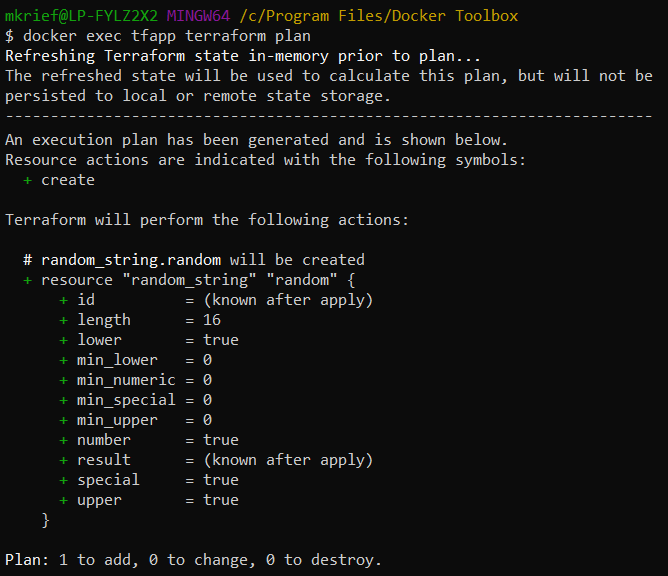 mkrief@LP-FYLZ2X2 MINGW64 /c/Program Files/Docker Toolbox
$ docker exec tfapp terraform plan
Refreshing Terraform state in-memory prior to plan...
The refreshed state will be used to calculate this plan, but will not be
persisted to local or remote state storage.
------------------------------------------------------------------------
An execution plan has been generated and is shown below.
Resource actions are indicated with the following symbols:
  + create

Terraform will perform the following actions:

  # random_string.random will be created
  + resource "random_string" "random" {
      + id          = (known after apply)
      + length      = 16
      + lower       = true
      + min_lower   = 0
      + min_numeric = 0
      + min_special = 0
      + min_upper   = 0
      + number      = true
      + result      = (known after apply)
      + special     = true
      + upper       = true
    }

Plan: 1 to add, 0 to change, 0 to destroy.